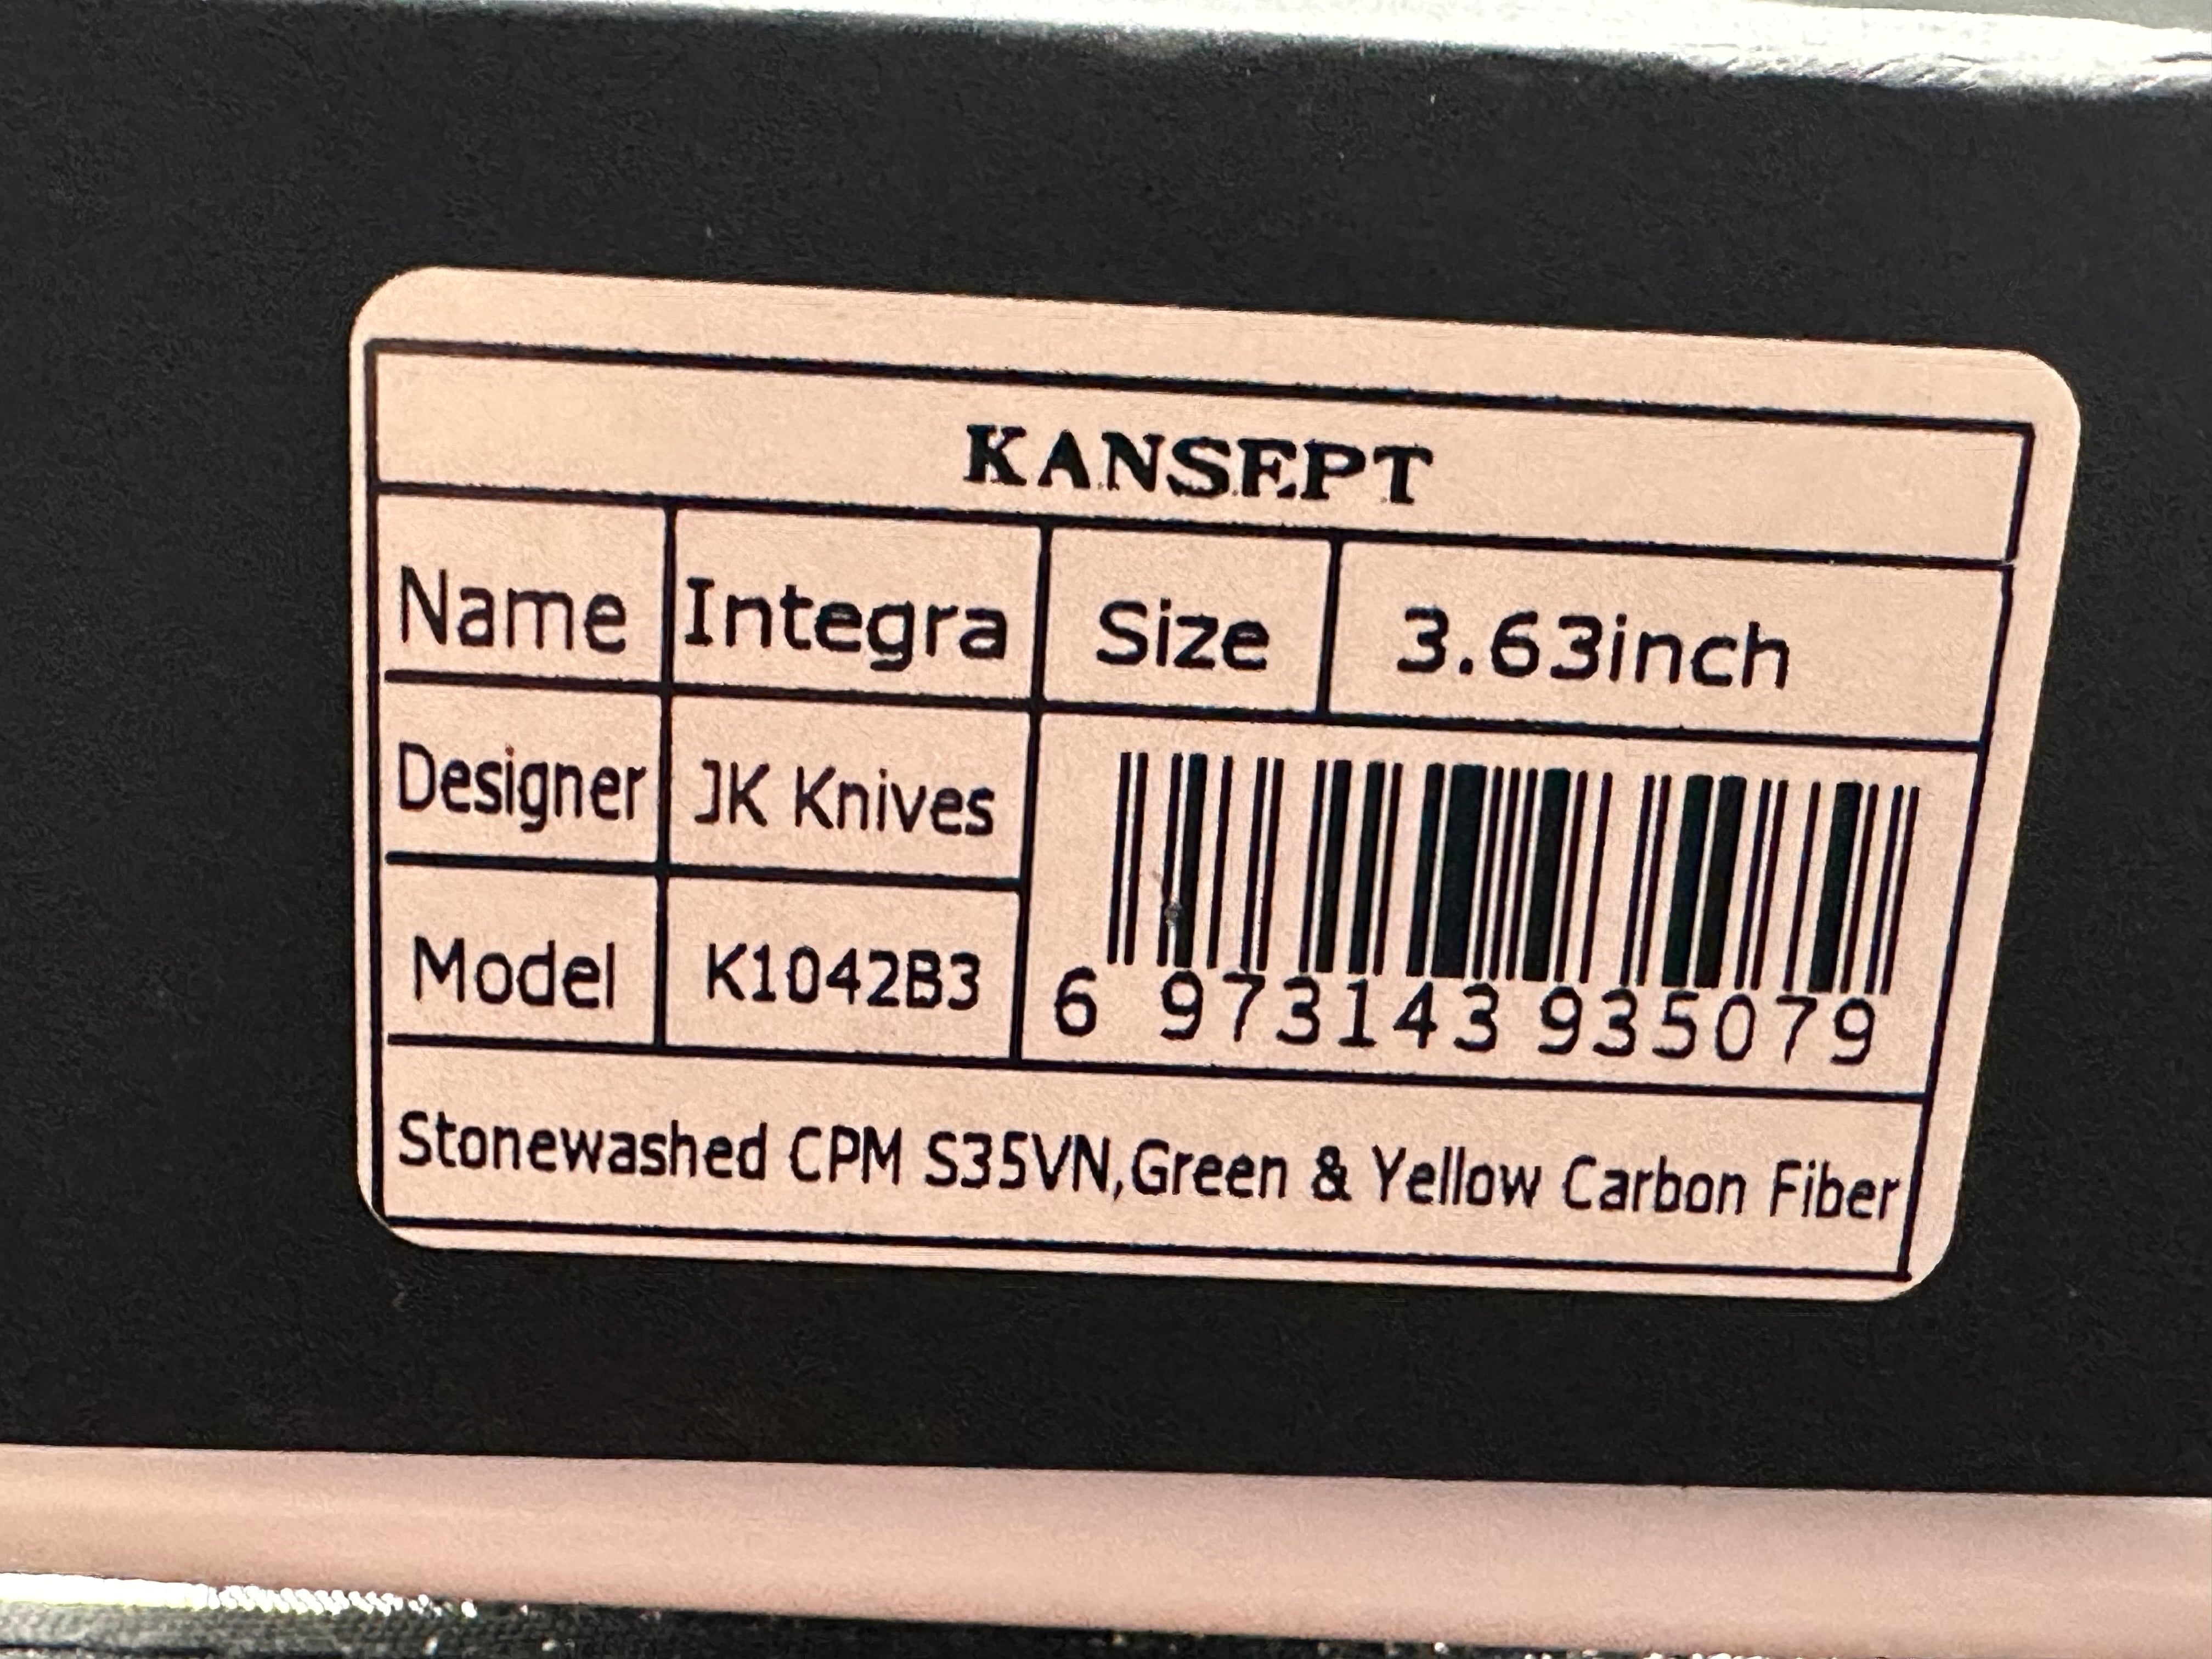 KANSEPT
Name Integra Size 3.63inch
Designer JK Knives
Model K1042B3
6 973143 935079
Stonewashed CPM S35VN,Green & Yellow Carbon Fiber